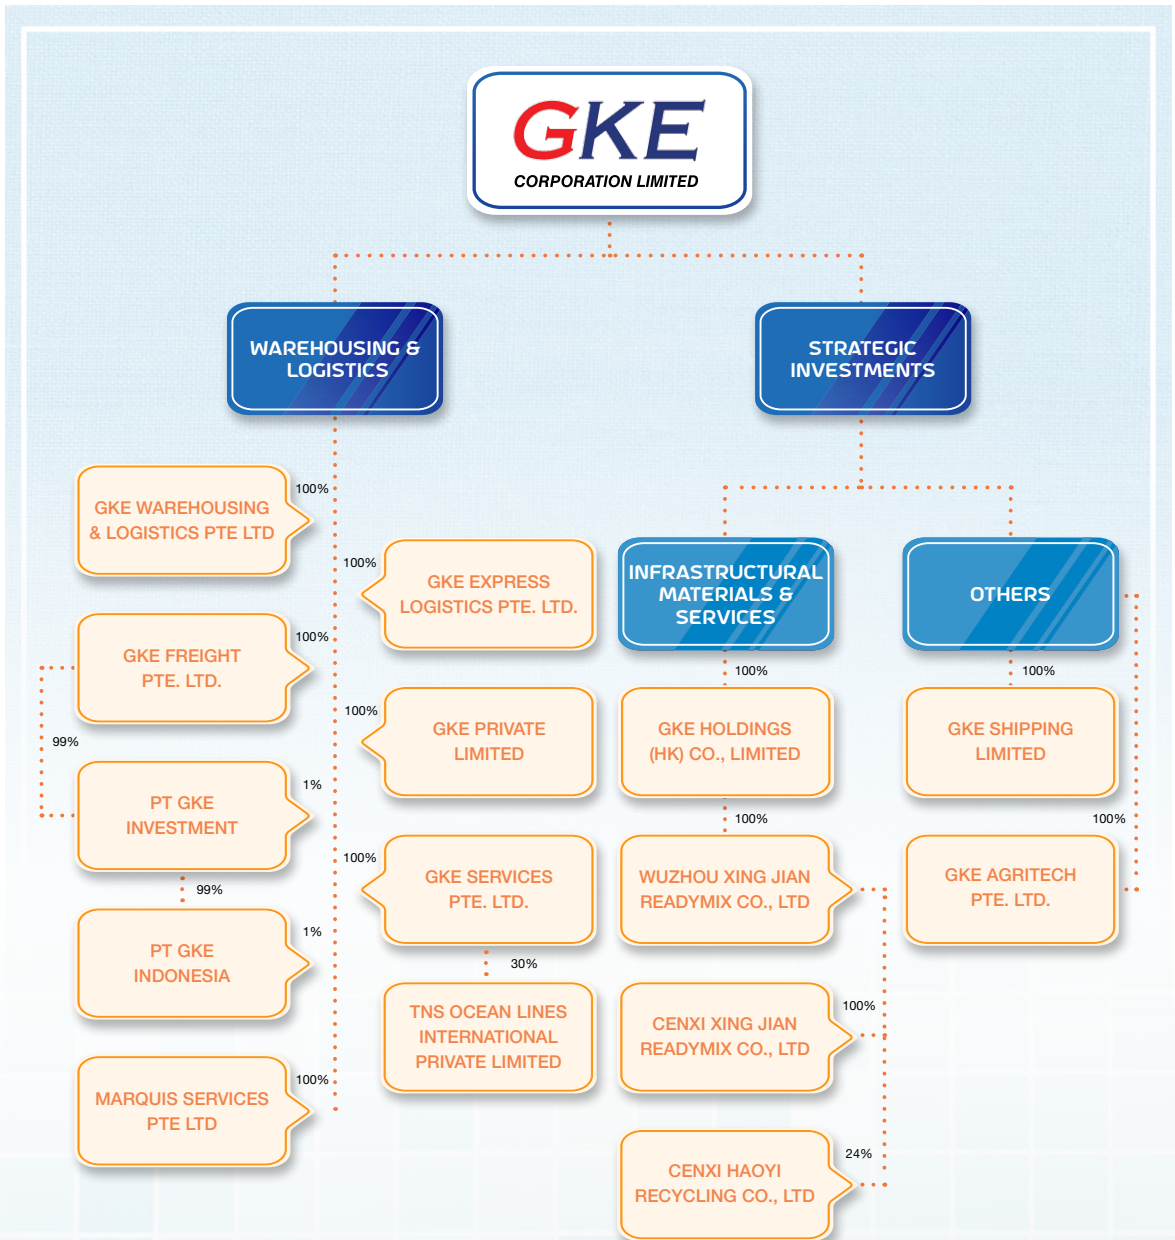 GKE
CORPORATION LIMITED
WAREHOUSING &
LOGISTICS
STRATEGIC
INVESTMENTS
100%
GKE WAREHOUSING
& LOGISTICS PTE LTD
100%
GKE EXPRESS
LOGISTICS PTE. LTD.
INFRASTRUCTURAL
MATERIALS &
SERVICES
OTHERS
100%
GKE FREIGHT
PTE. LTD.
100%
100%
99%
100%
GKE PRIVATE
LIMITED
GKE HOLDINGS
(HK) CO., LIMITED
GKE SHIPPING
LIMITED
1%
PT GKE
INVESTMENT
100%
100%
99%
100%
GKE SERVICES
PTE. LTD.
WUZHOU XING JIAN
READYMIX CO., LTD
GKE AGRITECH
PTE. LTD.
1%
PT GKE
INDONESIA
30%
TNS OCEAN LINES
INTERNATIONAL
PRIVATE LIMITED
100%
CENXI XING JIAN
READYMIX CO., LTD
100%
MARQUIS SERVICES
PTE LTD
24%
CENXI HAOYI
RECYCLING CO., LTD